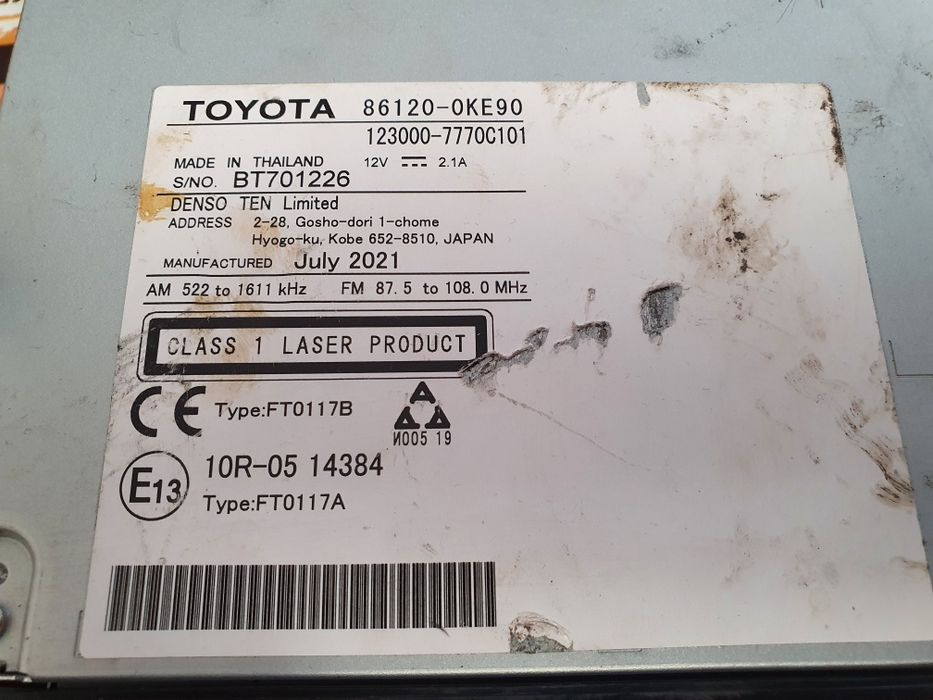 TOYOTA 86120-0KE90
123000-7770C101
MADE IN THAILAND 12V ⎓ 2.1A
S/NO. BT701226
DENSO TEN Limited
ADDRESS 2-28, Gosho-dori 1-chome
Hyogo-ku, Kobe 652-8510, JAPAN
MANUFACTURED July 2021
AM 522 to 1611 kHz FM 87.5 to 108.0 MHz
CLASS 1 LASER PRODUCT
CE Type:FT0117B
И005 19
E13 10R-05 14384
Type:FT0117A